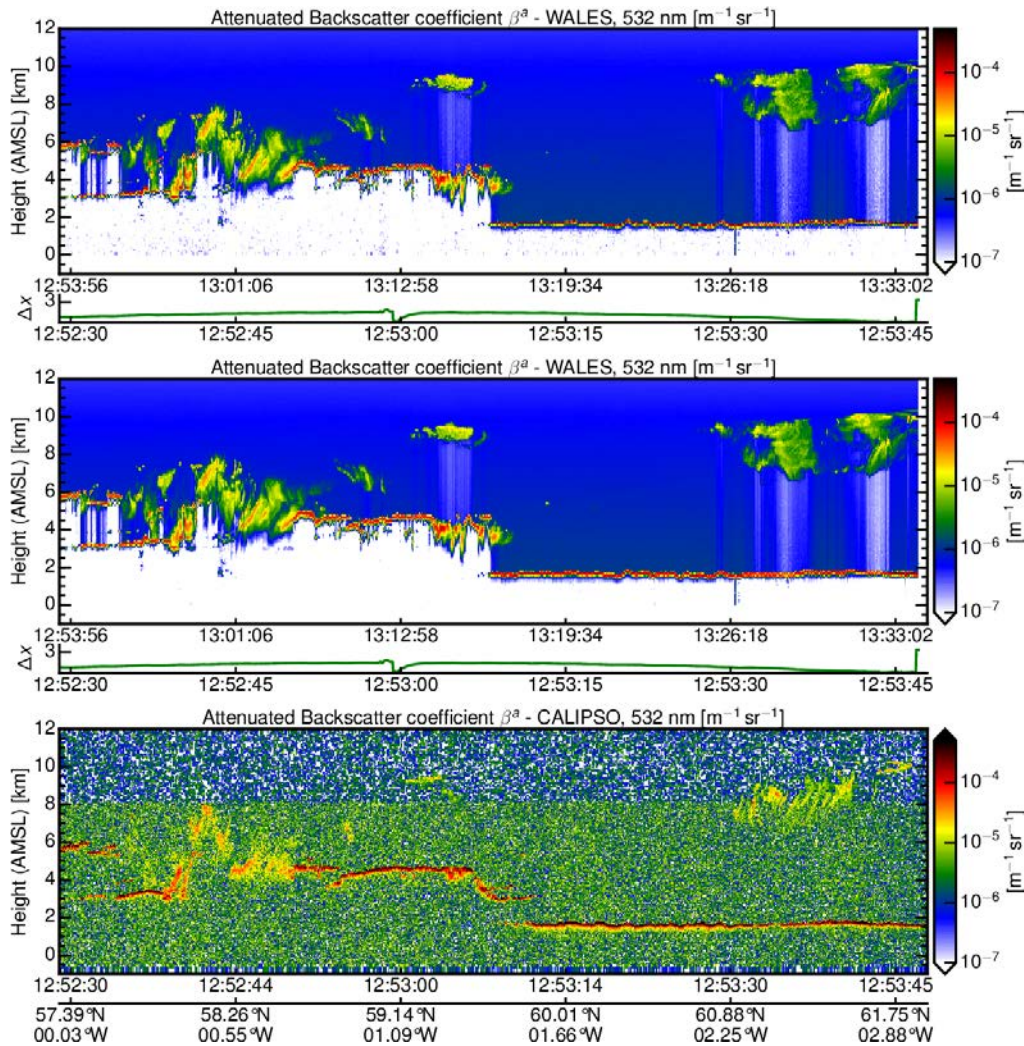 Attenuated Backscatter coefficient βᵃ - WALES, 532 nm [m⁻¹ sr⁻¹]
12
10
8
6
4
2
0
Height (AMSL) [km]
10⁻⁴
10⁻⁵
10⁻⁶
10⁻⁷
[m⁻¹ sr⁻¹]
12:53:56 13:01:06 13:12:58 13:19:34 13:26:18 13:33:02
Δx 3
12:52:30 12:52:45 12:53:00 12:53:15 12:53:30 12:53:45
Attenuated Backscatter coefficient βᵃ - WALES, 532 nm [m⁻¹ sr⁻¹]
12
10
8
6
4
2
0
Height (AMSL) [km]
10⁻⁴
10⁻⁵
10⁻⁶
10⁻⁷
[m⁻¹ sr⁻¹]
12:53:56 13:01:06 13:12:58 13:19:34 13:26:18 13:33:02
Δx 3
12:52:30 12:52:45 12:53:00 12:53:15 12:53:30 12:53:45
Attenuated Backscatter coefficient βᵃ - CALIPSO, 532 nm [m⁻¹ sr⁻¹]
12
10
8
6
4
2
0
Height (AMSL) [km]
10⁻⁴
10⁻⁵
10⁻⁶
10⁻⁷
[m⁻¹ sr⁻¹]
12:52:30 12:52:44 12:53:00 12:53:14 12:53:30 12:53:45
57.39°N 58.26°N 59.14°N 60.01°N 60.88°N 61.75°N
00.03°W 00.55°W 01.09°W 01.66°W 02.25°W 02.88°W